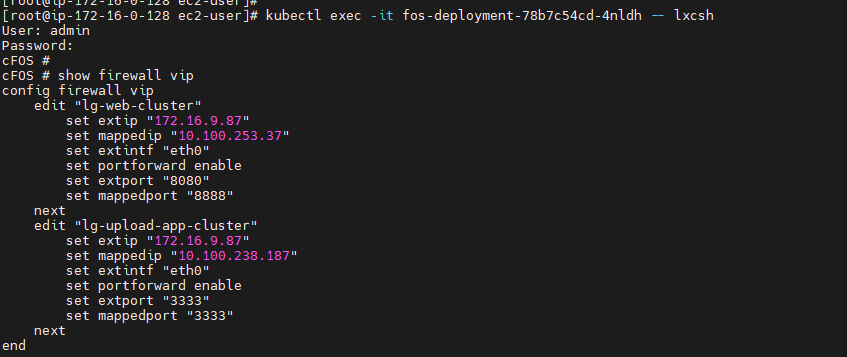 [root@ip-172-16-0-128 ec2-user]#
[root@ip-172-16-0-128 ec2-user]# kubectl exec -it fos-deployment-78b7c54cd-4nldh -- lxcsh
User: admin
Password:
cFOS #
cFOS # show firewall vip
config firewall vip
    edit "lg-web-cluster"
        set extip "172.16.9.87"
        set mappedip "10.100.253.37"
        set extintf "eth0"
        set portforward enable
        set extport "8080"
        set mappedport "8888"
    next
    edit "lg-upload-app-cluster"
        set extip "172.16.9.87"
        set mappedip "10.100.238.187"
        set extintf "eth0"
        set portforward enable
        set extport "3333"
        set mappedport "3333"
    next
end